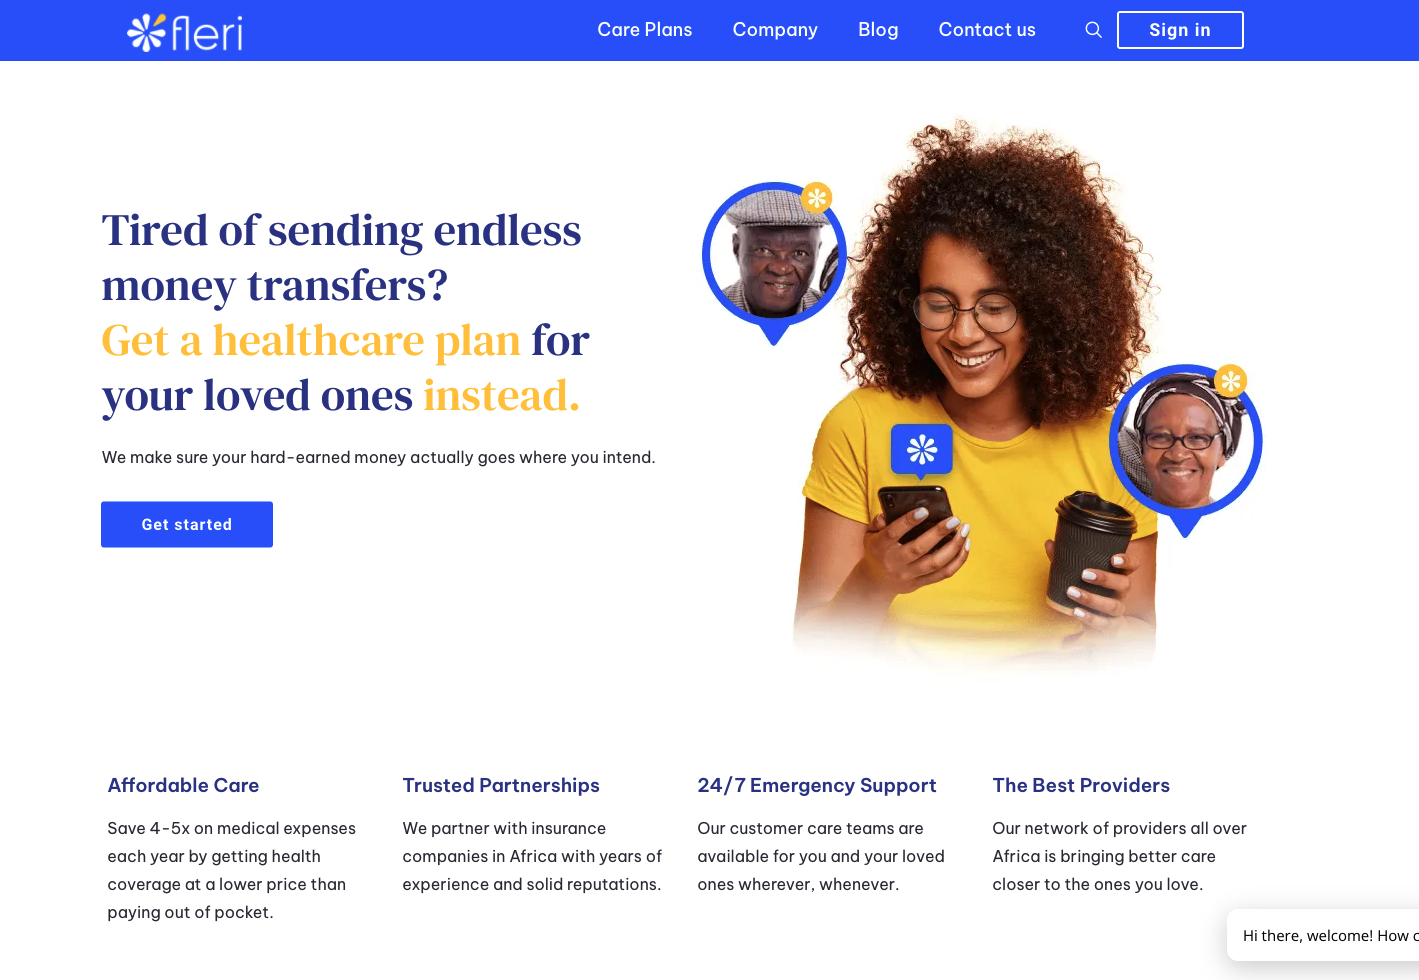 fleri
Care Plans
Company
Blog
Contact us
Sign in
Tired of sending endless
money transfers?
Get a healthcare plan for
your loved ones instead.
We make sure your hard-earned money actually goes where you intend.
Get started
Affordable Care
Save 4-5x on medical expenses
each year by getting health
coverage at a lower price than
paying out of pocket.
Trusted Partnerships
We partner with insurance
companies in Africa with years of
experience and solid reputations.
24/7 Emergency Support
Our customer care teams are
available for you and your loved
ones wherever, whenever.
The Best Providers
Our network of providers all over
Africa is bringing better care
closer to the ones you love.
Hi there, welcome! How